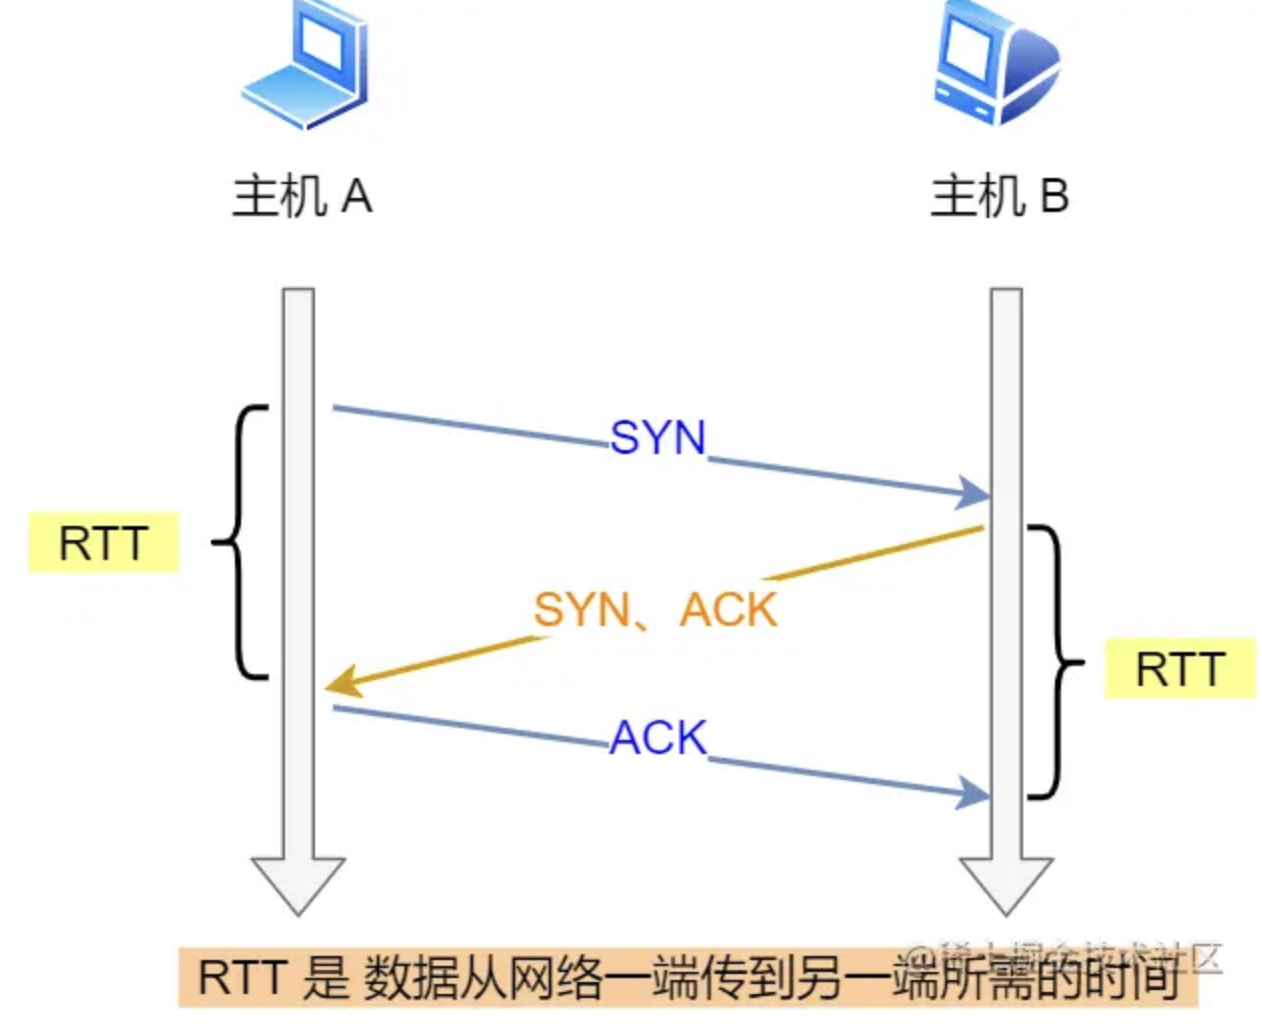 主机 A
主机 B
SYN
RTT
SYN、ACK
RTT
ACK
@稀土掘金技术社区
RTT 是 数据从网络一端传到另一端所需的时间